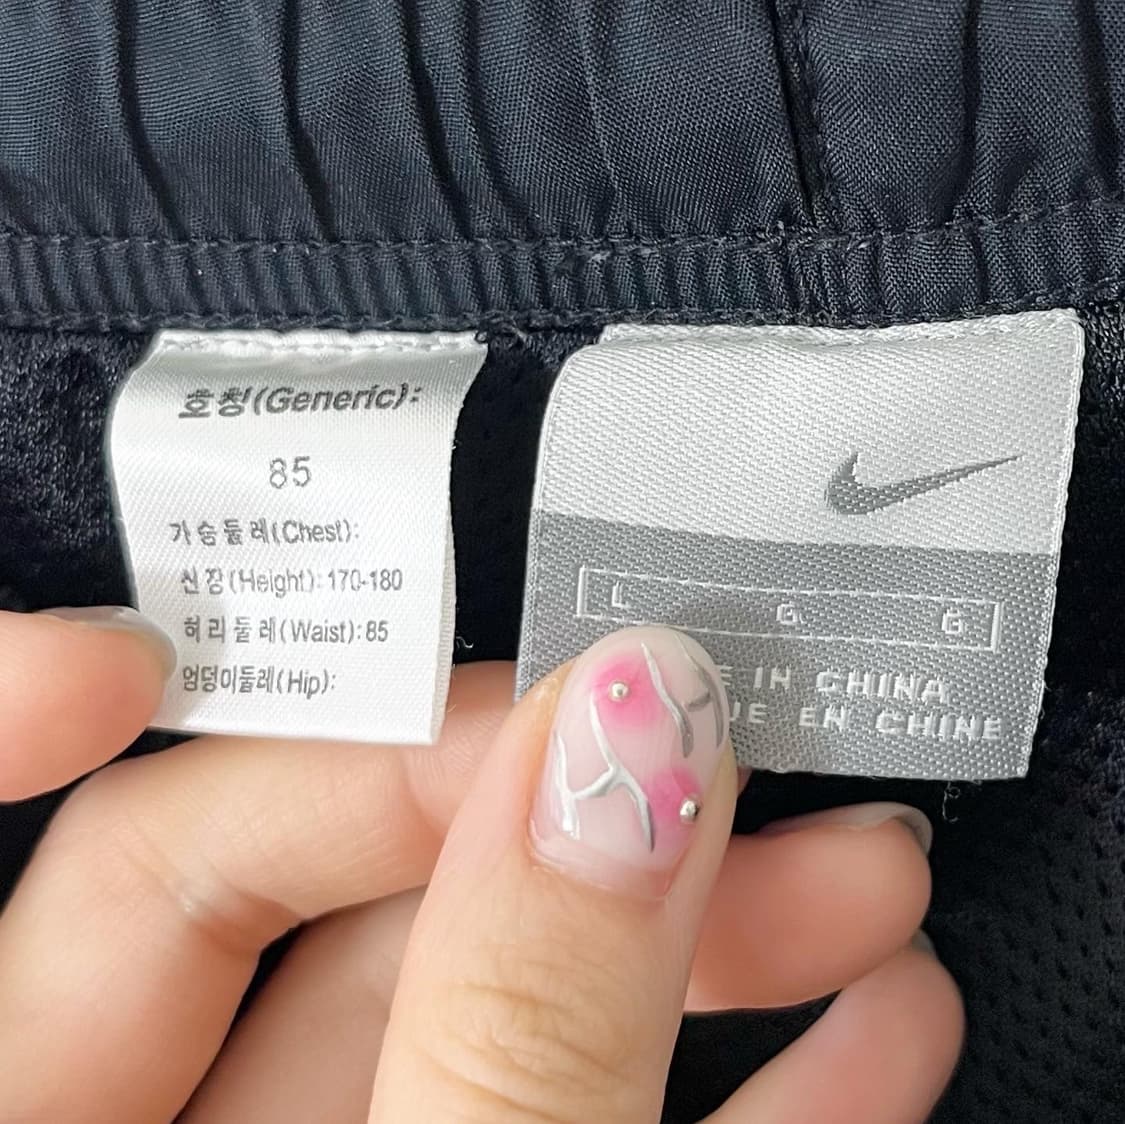 호칭(Generic):
85
가슴둘레(Chest):
신장(Height): 170-180
허리둘레(Waist): 85
엉덩이둘레(Hip):
L G G
IN CHINA
EN CHINE